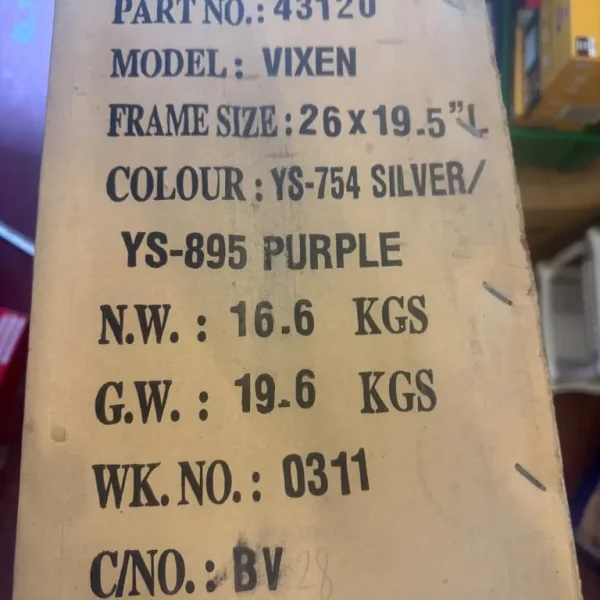 PART NO.: 43120
MODEL: VIXEN
FRAME SIZE: 26 x 19.5" L
COLOUR: YS-754 SILVER/
YS-895 PURPLE
N.W. : 16.6 KGS
G.W. : 19.6 KGS
WK. NO.: 0311
C/NO.: BV 28